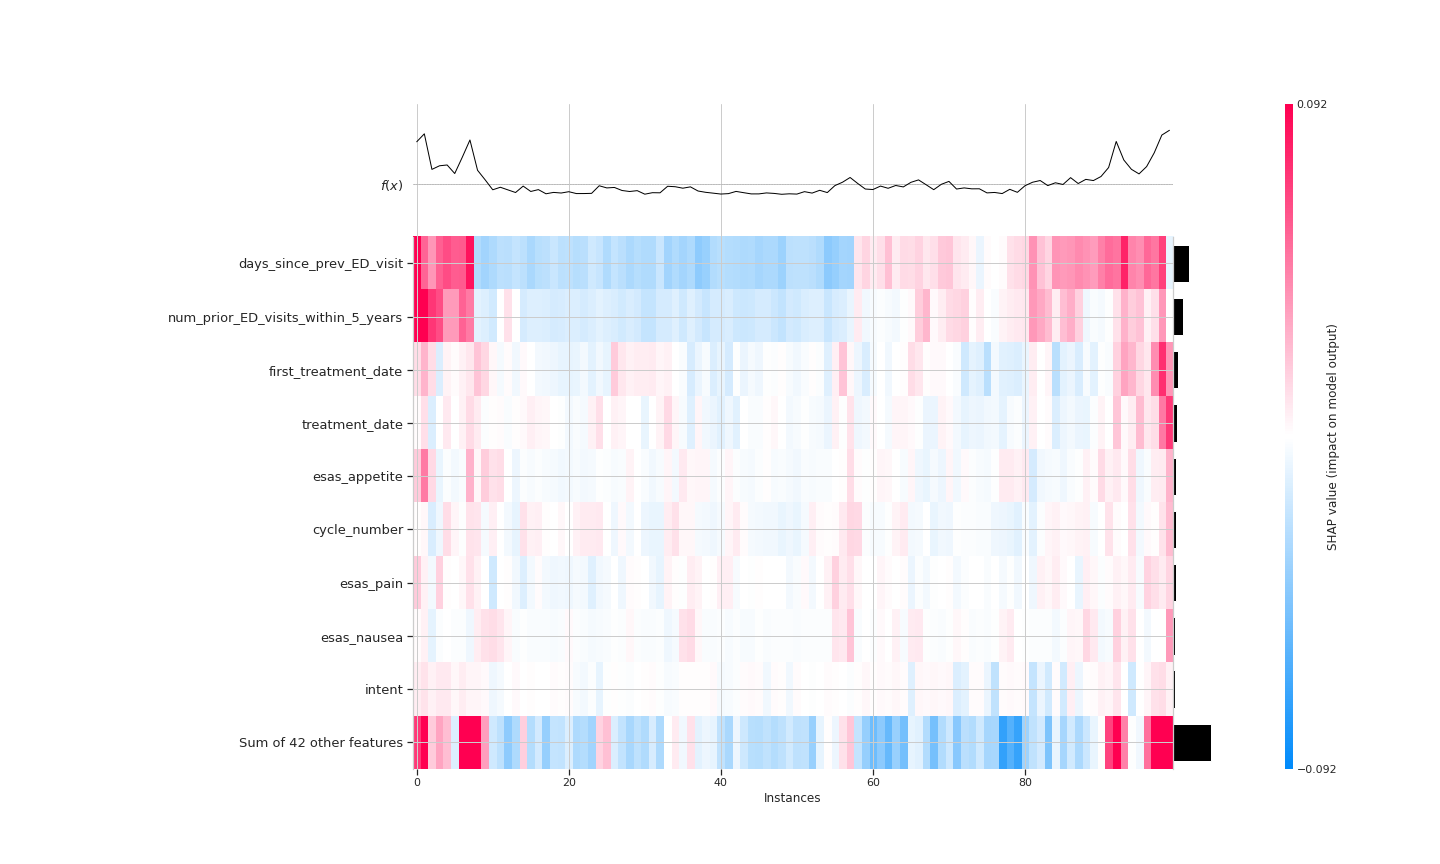 0.092
f(x)
days_since_prev_ED_visit
num_prior_ED_visits_within_5_years
first_treatment_date
treatment_date
esas_appetite
cycle_number
esas_pain
esas_nausea
intent
Sum of 42 other features
SHAP value (impact on model output)
−0.092
0 20 40 60 80
Instances